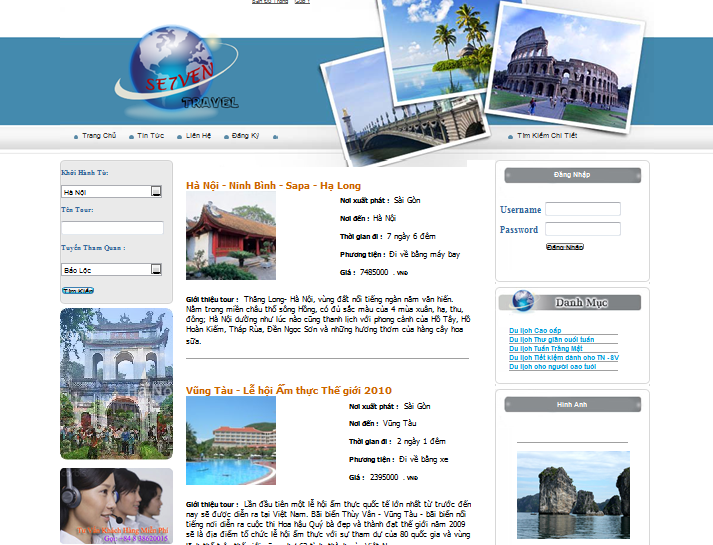 SE7VEN
TRAVEL
Trang Chủ
Tin Tức
Liên Hệ
Đăng Ký
Tìm Kiếm Chi Tiết
Khởi Hành Từ:
Hà Nội
Tên Tour:
Tuyến Tham Quan :
Bảo Lộc
Tìm Kiếm
Hà Nội - Ninh Bình - Sapa - Hạ Long
Nơi xuất phát : Sài Gòn
Nơi đến : Hà Nội
Thời gian đi : 7 ngày 6 đêm
Phương tiện : Đi về bằng máy bay
Giá : 7485000 . VNĐ
Giới thiệu tour : Thăng Long- Hà Nội, vùng đất nổi tiếng ngàn năm văn hiến.
Nằm trong miền châu thổ sông Hồng, có đủ sắc màu của 4 mùa xuân, hạ, thu,
đông; Hà Nội dường như lúc nào cũng thanh lịch với phong cảnh của Hồ Tây, Hồ
Hoàn Kiếm, Tháp Rùa, Đền Ngọc Sơn và những hương thơm của hàng cây hoa
sữa.
Vũng Tàu - Lễ hội Ẩm thực Thế giới 2010
Nơi xuất phát : Sài Gòn
Nơi đến : Vũng Tàu
Thời gian đi : 2 ngày 1 đêm
Phương tiện : Đi về bằng xe
Giá : 2395000 . VNĐ
Giới thiệu tour : Lần đầu tiên một lễ hội ẩm thực quốc tế lớn nhất từ trước đến
nay sẽ được diễn ra tại Việt Nam. Bãi biển Thùy Vân - Vũng Tàu - bãi biển nổi
tiếng nơi diễn ra cuộc thi Hoa hậu Quý bà đẹp và thành đạt thế giới năm 2009
sẽ là địa điểm tổ chức lễ hội ẩm thực với sự tham dự của 80 quốc gia và vùng
Đăng Nhập
Username
Password
Đăng Nhập
Danh Mục
Du lịch Cao cấp
Du lịch Thư giãn cuối tuần
Du lịch Tuần Trăng Mật
Du lịch Tiết kiệm dành cho TN - SV
Du lịch cho người cao tuổi
Hình Ảnh